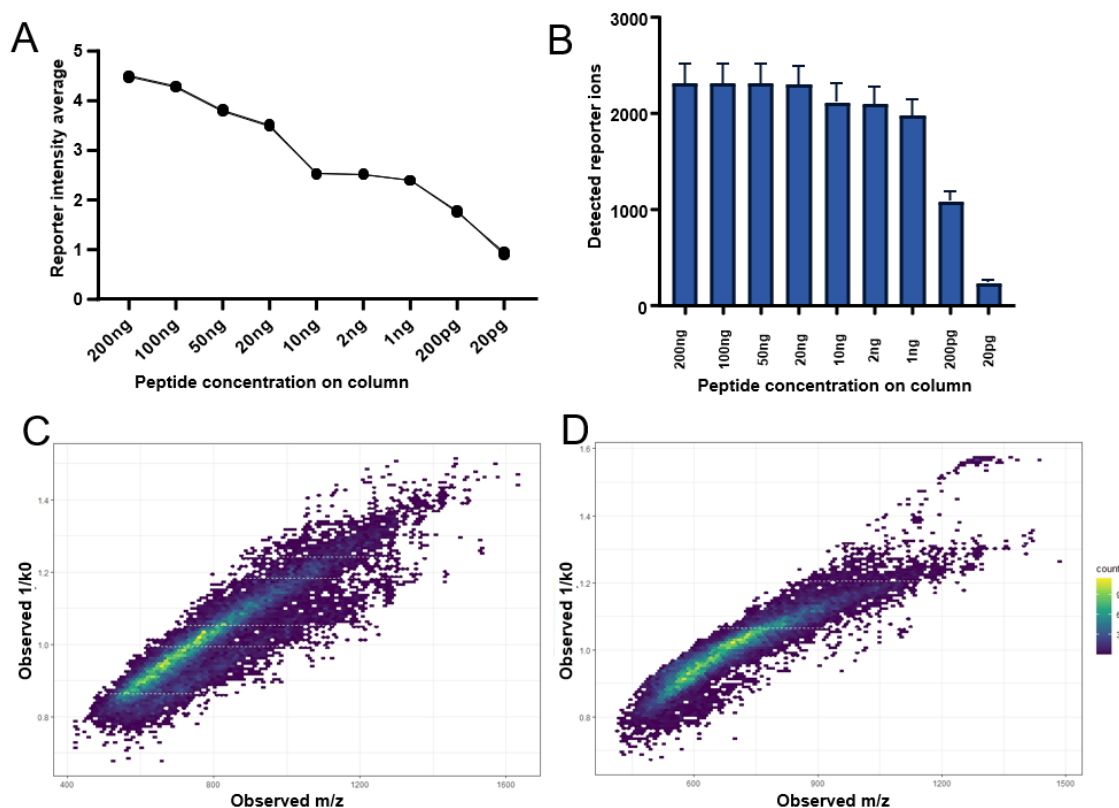 A
Reporter intensity average
5
4
3
2
1
0
200ng 100ng 50ng 20ng 10ng 2ng 1ng 200pg 20pg
Peptide concentration on column
B
Detected reporter ions
3000
2000
1000
0
200ng 100ng 50ng 20ng 10ng 2ng 1ng 200pg 20pg
Peptide concentration on column
C
Observed 1/k0
1.4
1.2
1.0
0.8
400 800 1200 1600
Observed m/z
D
Observed 1/k0
1.6
1.4
1.2
1.0
0.8
600 900 1200 1500
Observed m/z
count
6
3